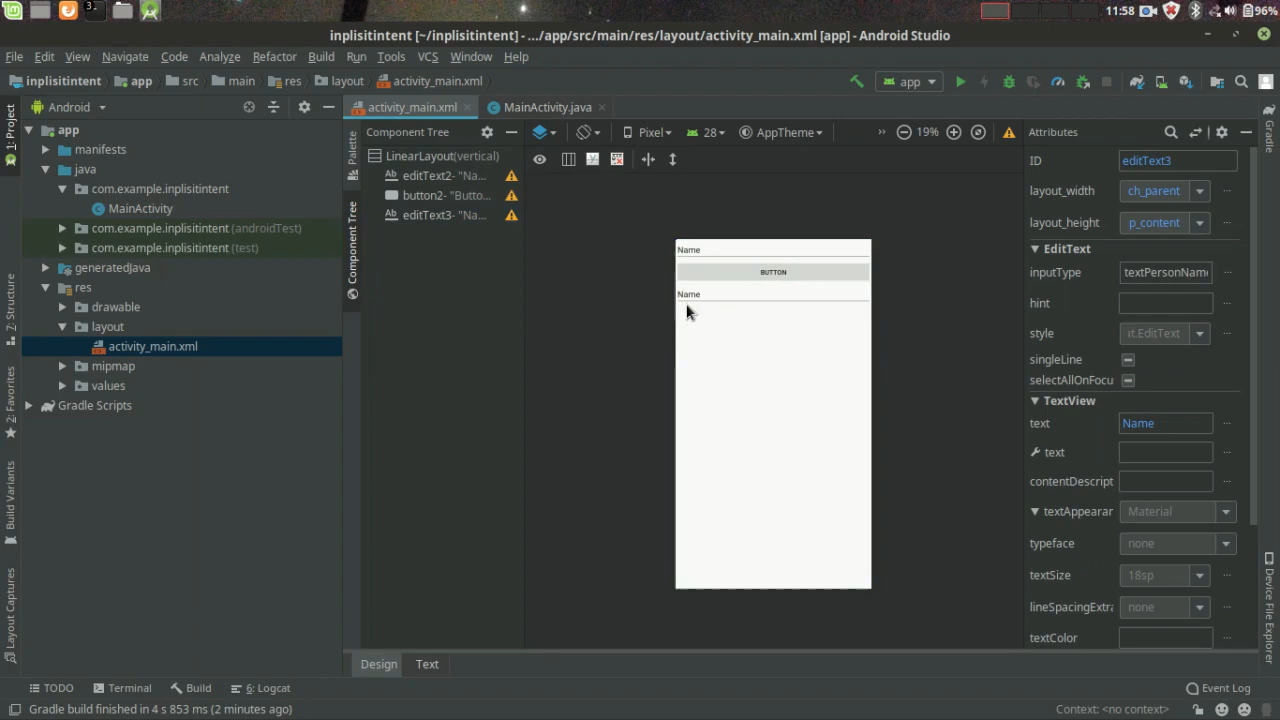 11:58 96%
inplisitintent [~/inplisitintent] - .../app/src/main/res/layout/activity_main.xml [app] - Android Studio
File Edit View Navigate Code Analyze Refactor Build Run Tools VCS Window Help
inplisitintent app src main res layout activity_main.xml app
1: Project
Android
activity_main.xml MainActivity.java
Gradle
app
manifests
java
com.example.inplisitintent
MainActivity
com.example.inplisitintent (androidTest)
com.example.inplisitintent (test)
generatedJava
res
drawable
layout
activity_main.xml
mipmap
values
Gradle Scripts
Z: Structure
2: Favorites
Build Variants
Layout Captures
Palette
Component Tree
Component Tree
LinearLayout(vertical)
Ab editText2- "Na...
button2- "Butto...
Ab editText3- "Na...
Pixel 28 AppTheme » 19%
Name
BUTTON
Name
Design Text
Attributes
ID editText3
layout_width ch_parent
layout_height p_content
EditText
inputType textPersonName
hint
style it.EditText
singleLine
selectAllOnFocu
TextView
text Name
text
contentDescript
textAppear Material
typeface none
textSize 18sp
lineSpacingExtra none
textColor
Device File Explorer
TODO Terminal Build 6: Logcat Event Log
Gradle build finished in 4 s 853 ms (2 minutes ago) Context: <no context>